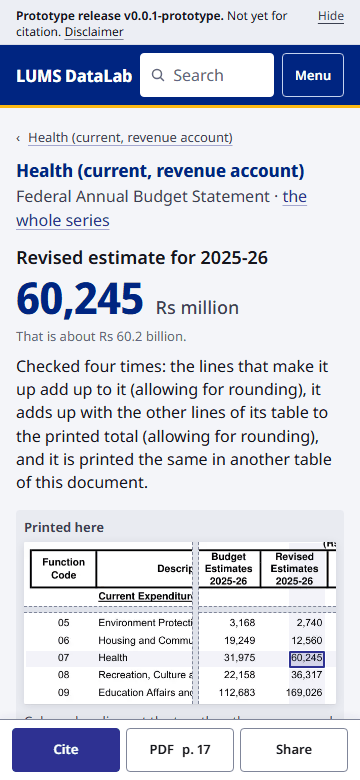 Prototype release v0.0.1-prototype. Not yet for citation. Disclaimer
Hide
LUMS DataLab
Search
Menu
‹ Health (current, revenue account)
Health (current, revenue account)
Federal Annual Budget Statement · the
whole series
Revised estimate for 2025-26
60,245 Rs million
That is about Rs 60.2 billion.
Checked four times: the lines that make it
up add up to it (allowing for rounding), it
adds up with the other lines of its table to
the printed total (allowing for rounding),
and it is printed the same in another table
of this document.
Printed here
Function Code Descrip Budget Estimates 2025-26 Revised Estimates 2025-26
Current Expenditure
05 Environment Protecti 3,168 2,740
06 Housing and Commu 19,249 12,560
07 Health 31,975 60,245
08 Recreation, Culture a 22,158 36,317
09 Education Affairs and 112,683 169,026
Cite
PDF p. 17
Share